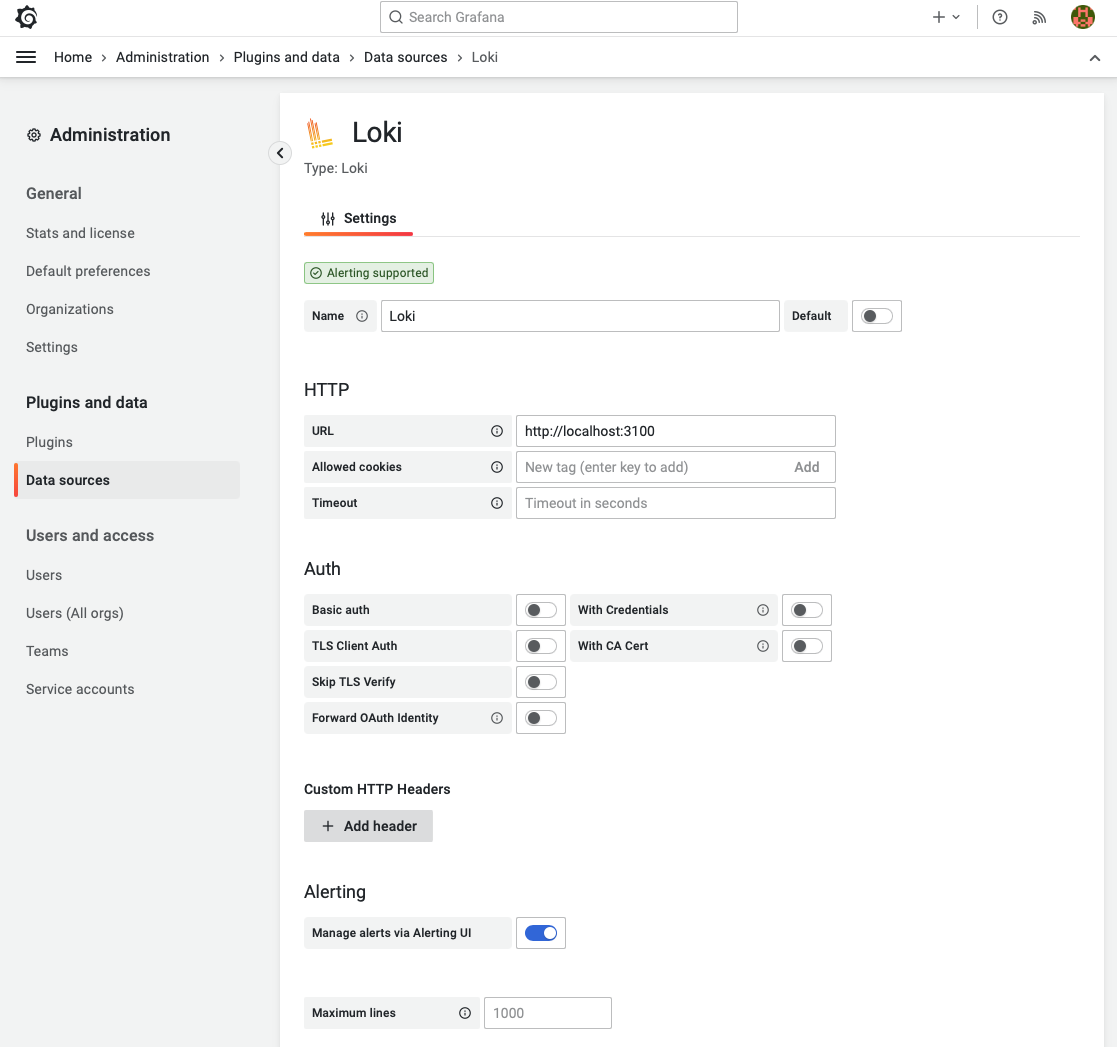 Search Grafana
Home › Administration › Plugins and data › Data sources › Loki
Administration
General
Stats and license
Default preferences
Organizations
Settings
Plugins and data
Plugins
Data sources
Users and access
Users
Users (All orgs)
Teams
Service accounts
Loki
Type: Loki
Settings
Alerting supported
Name Loki Default
HTTP
URL http://localhost:3100
Allowed cookies New tag (enter key to add) Add
Timeout Timeout in seconds
Auth
Basic auth With Credentials
TLS Client Auth With CA Cert
Skip TLS Verify
Forward OAuth Identity
Custom HTTP Headers
+ Add header
Alerting
Manage alerts via Alerting UI
Maximum lines 1000